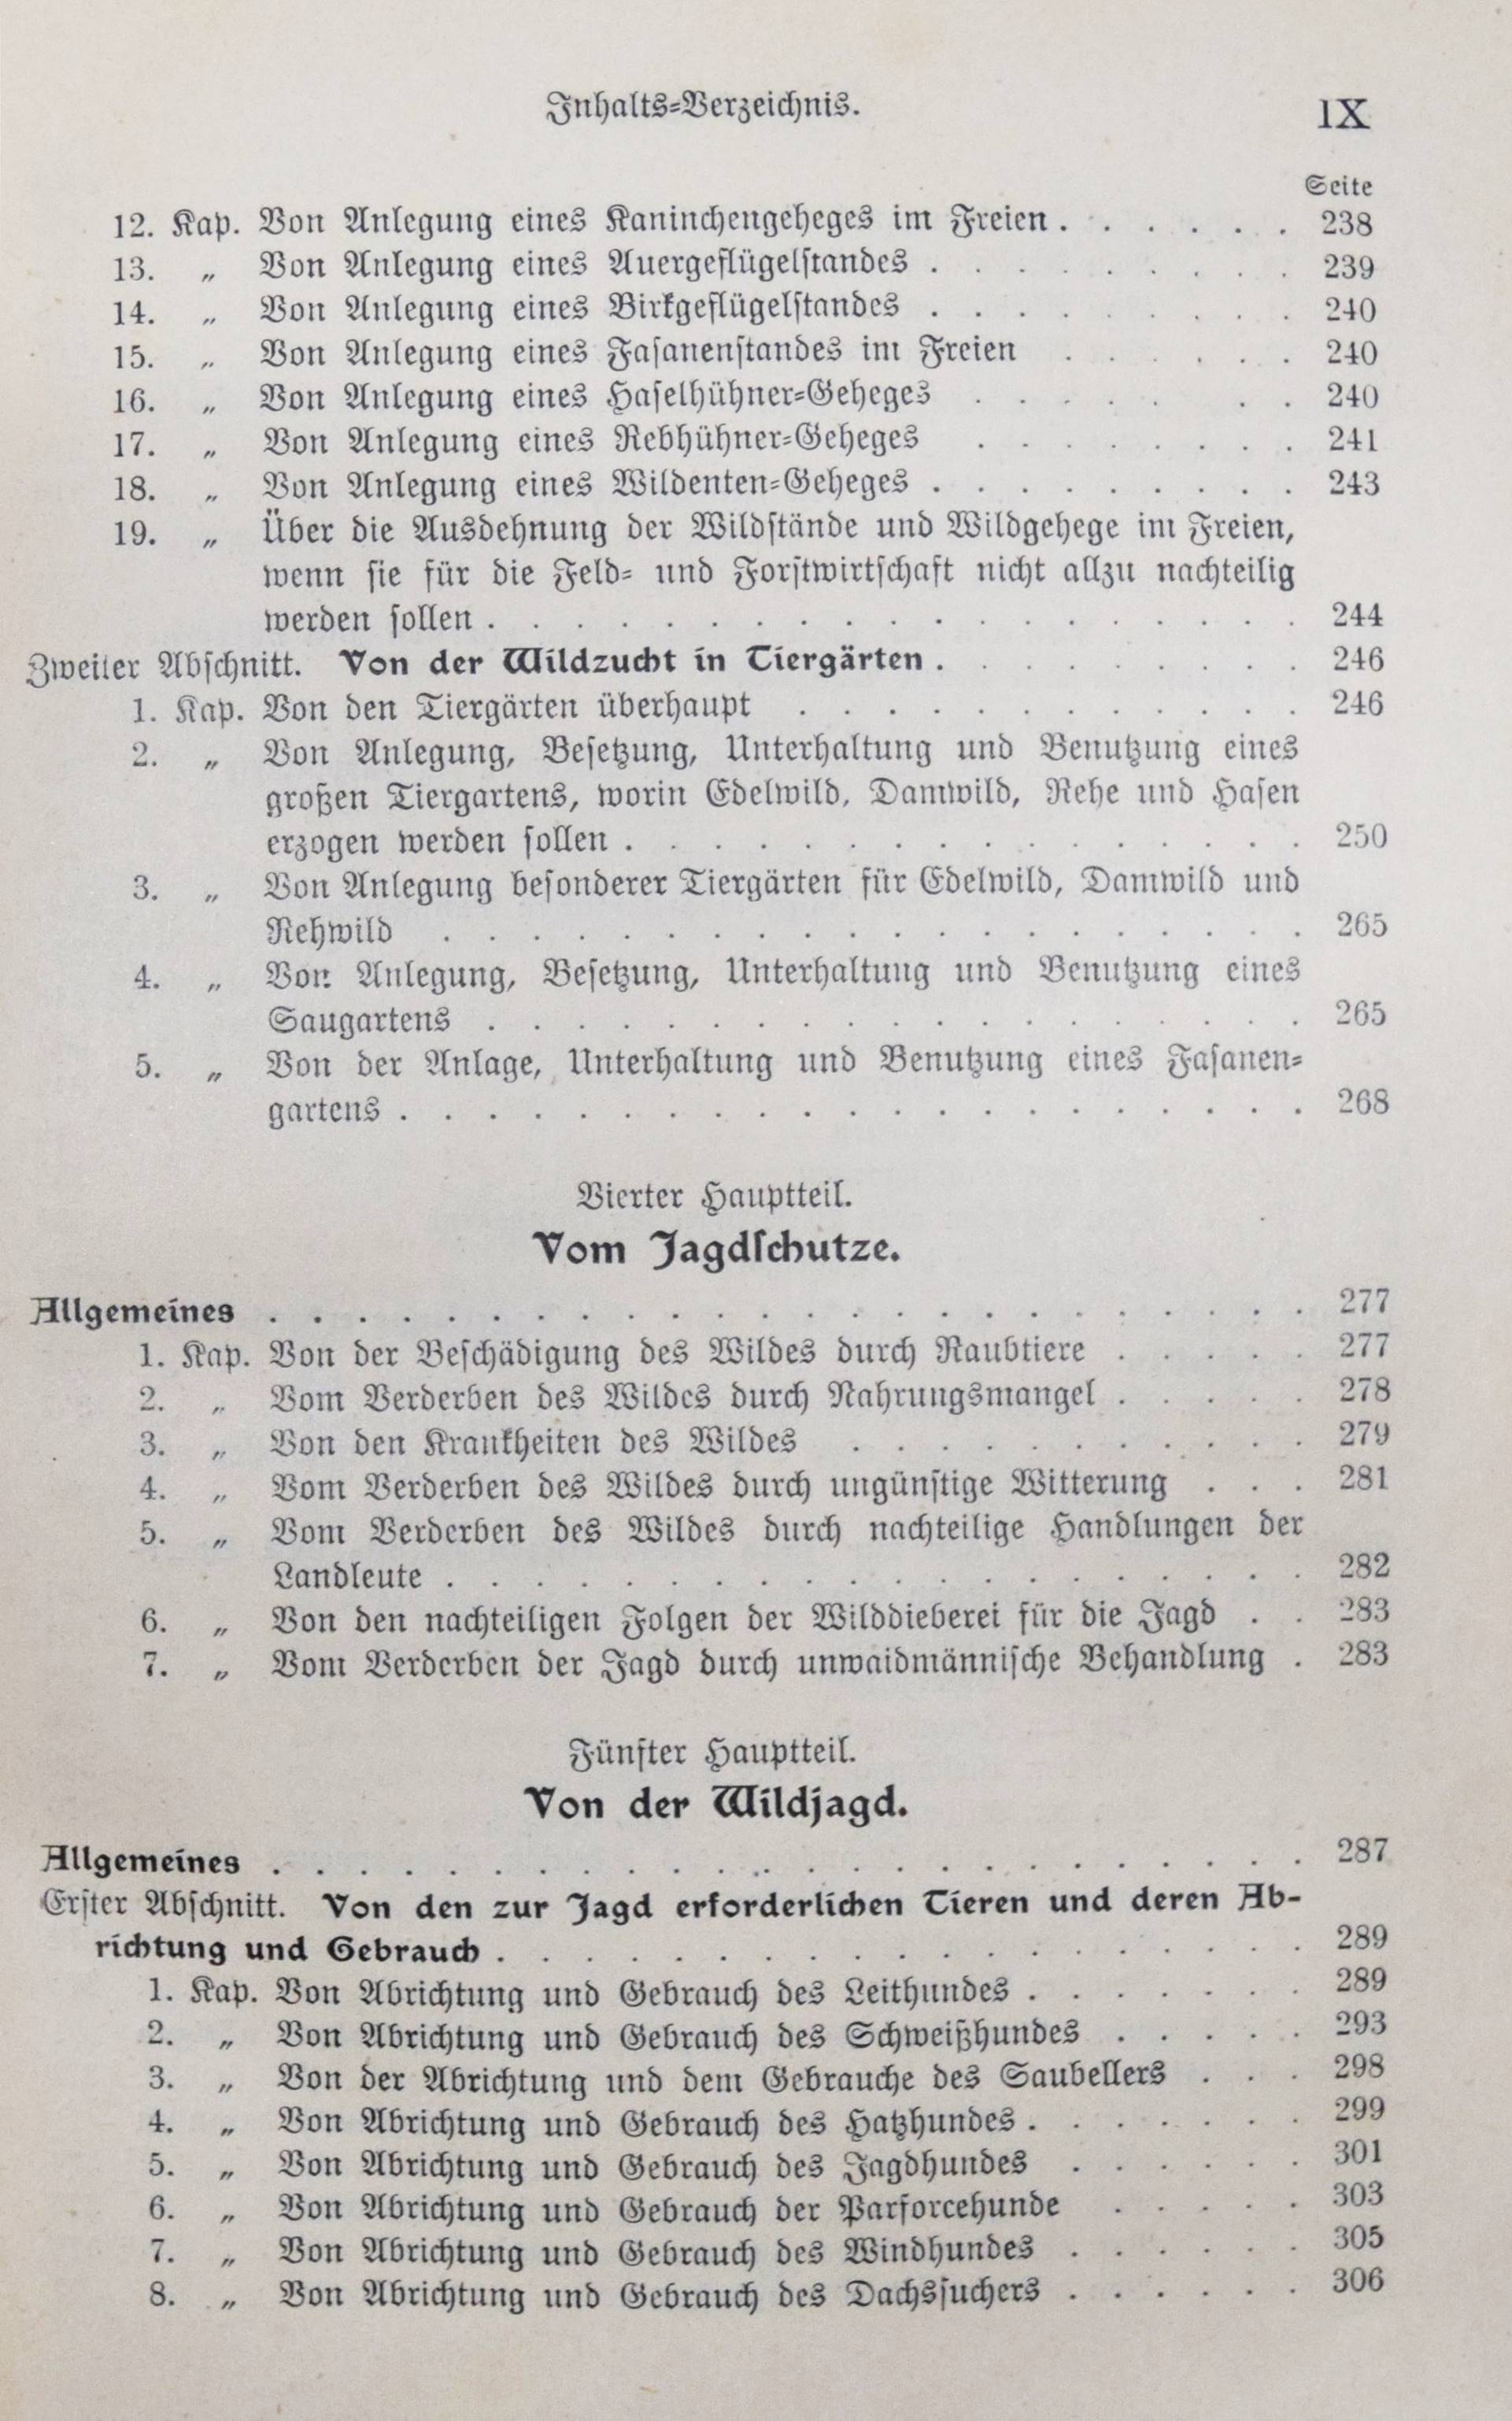 Inhalts-Verzeichnis. IX
Seite
12. Kap. Von Anlegung eines Kaninchengeheges im Freien . . . . . . 238
13. „ Von Anlegung eines Auergeflügelstandes . . . . . . . . . 239
14. „ Von Anlegung eines Birkgeflügelstandes . . . . . . . . . 240
15. „ Von Anlegung eines Fasanenstandes im Freien . . . . . . 240
16. „ Von Anlegung eines Haselhühner-Geheges . . . . . . . 240
17. „ Von Anlegung eines Rebhühner-Geheges . . . . . . . . 241
18. „ Von Anlegung eines Wildenten-Geheges . . . . . . . . . 243
19. „ Über die Ausdehnung der Wildstände und Wildgehege im Freien,
wenn sie für die Feld- und Forstwirtschaft nicht allzu nachteilig
werden sollen . . . . . . . . . . . . . . . . . . . 244
Zweiter Abschnitt. Von der Wildzucht in Tiergärten . . . . . . . . . 246
1. Kap. Von den Tiergärten überhaupt . . . . . . . . . . . . 246
2. „ Von Anlegung, Besetzung, Unterhaltung und Benutzung eines
großen Tiergartens, worin Edelwild, Damwild, Rehe und Hasen
erzogen werden sollen . . . . . . . . . . . . . . . . 250
3. „ Von Anlegung besonderer Tiergärten für Edelwild, Damwild und
Rehwild . . . . . . . . . . . . . . . . . . . . 265
4. „ Von Anlegung, Besetzung, Unterhaltung und Benutzung eines
Saugartens . . . . . . . . . . . . . . . . . . . 265
5. „ Von der Anlage, Unterhaltung und Benutzung eines Fasanen-
gartens . . . . . . . . . . . . . . . . . . . . . 268
Vierter Hauptteil.
Vom Jagdschutze.
Allgemeines . . . . . . . . . . . . . . . . . . . . . . . . 277
1. Kap. Von der Beschädigung des Wildes durch Raubtiere . . . . . 277
2. „ Vom Verderben des Wildes durch Nahrungsmangel . . . . . 278
3. „ Von den Krankheiten des Wildes . . . . . . . . . . . 279
4. „ Vom Verderben des Wildes durch ungünstige Witterung . . . 281
5. „ Vom Verderben des Wildes durch nachteilige Handlungen der
Landleute . . . . . . . . . . . . . . . . . . . . 282
6. „ Von den nachteiligen Folgen der Wilddieberei für die Jagd . . 283
7. „ Vom Verderben der Jagd durch unwaidmännische Behandlung . 283
Fünfter Hauptteil.
Von der Wildjagd.
Allgemeines . . . . . . . . . . . . . . . . . . . . . . . . 287
Erster Abschnitt. Von den zur Jagd erforderlichen Tieren und deren Ab-
richtung und Gebrauch . . . . . . . . . . . . . . . . . . . 289
1. Kap. Von Abrichtung und Gebrauch des Leithundes . . . . . . . 289
2. „ Von Abrichtung und Gebrauch des Schweißhundes . . . . . 293
3. „ Von der Abrichtung und dem Gebrauche des Saubellers . . . 298
4. „ Von Abrichtung und Gebrauch des Hatzhundes . . . . . . . 299
5. „ Von Abrichtung und Gebrauch des Jagdhundes . . . . . . 301
6. „ Von Abrichtung und Gebrauch der Parforcehunde . . . . . 303
7. „ Von Abrichtung und Gebrauch des Windhundes . . . . . . 305
8. „ Von Abrichtung und Gebrauch des Dachssuchers . . . . . . 306